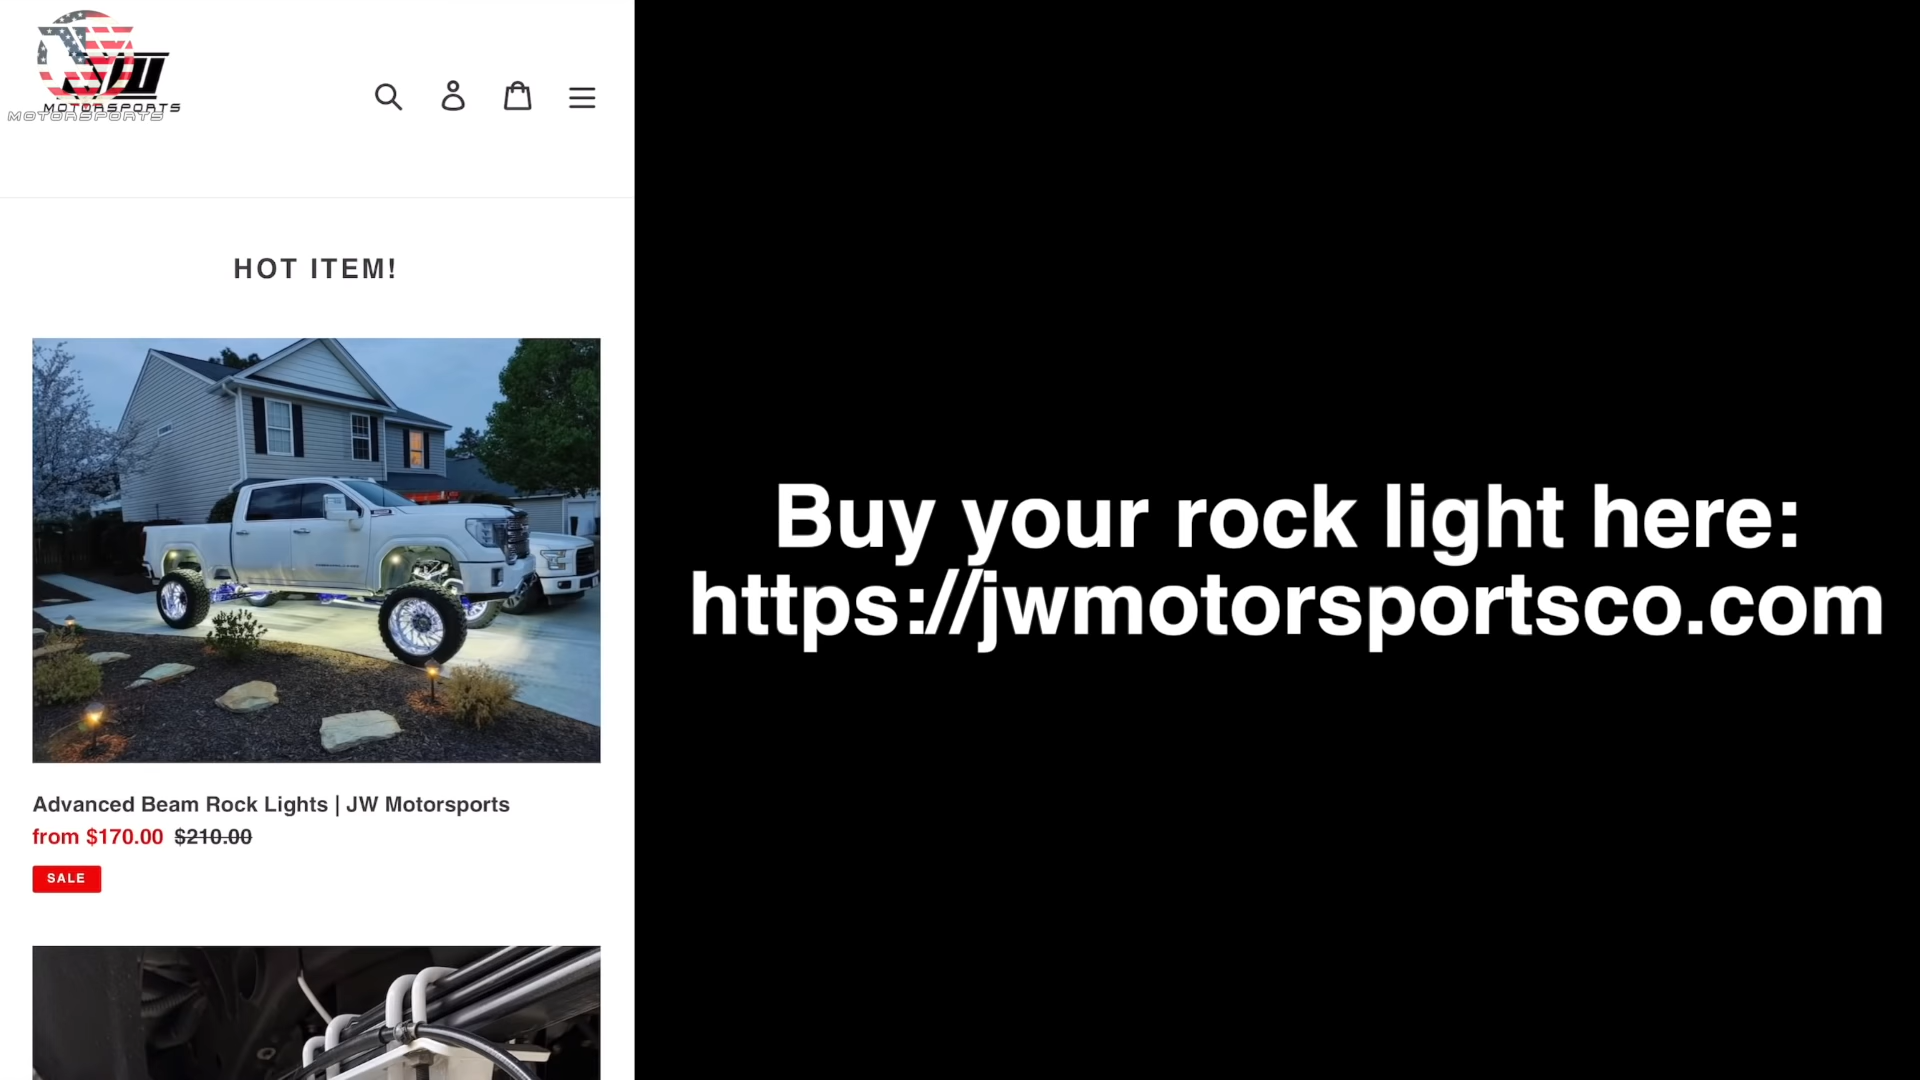 JW
MOTORSPORTS
MOTORSPORTS
HOT ITEM!
Advanced Beam Rock Lights | JW Motorsports
from $170.00 $210.00
SALE
Buy your rock light here:
https://jwmotorsportsco.com